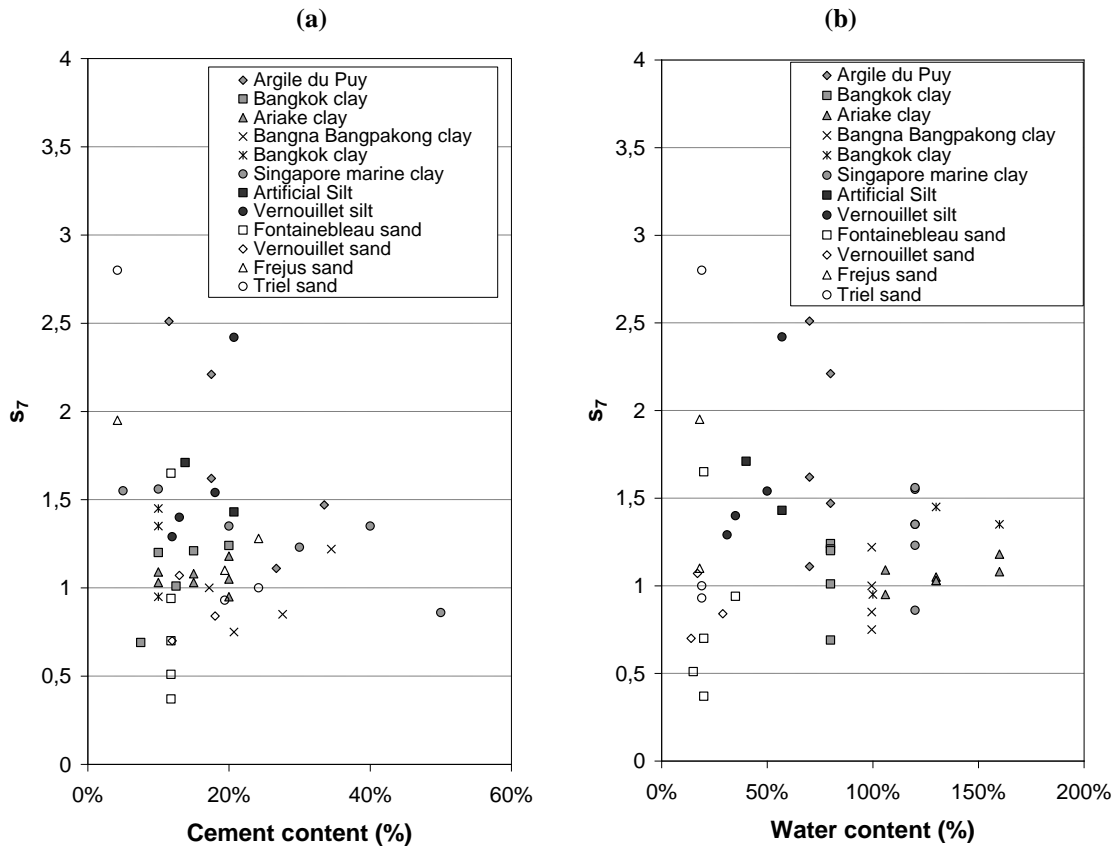 (a)
4
3,5
3
2,5
2
1,5
1
0,5
0
s7
Argile du Puy
Bangkok clay
Ariake clay
Bangna Bangpakong clay
Bangkok clay
Singapore marine clay
Artificial Silt
Vernouillet silt
Fontainebleau sand
Vernouillet sand
Frejus sand
Triel sand
0% 20% 40% 60%
Cement content (%)
(b)
4
3,5
3
2,5
2
1,5
1
0,5
0
s7
Argile du Puy
Bangkok clay
Ariake clay
Bangna Bangpakong clay
Bangkok clay
Singapore marine clay
Artificial Silt
Vernouillet silt
Fontainebleau sand
Vernouillet sand
Frejus sand
Triel sand
0% 50% 100% 150% 200%
Water content (%)